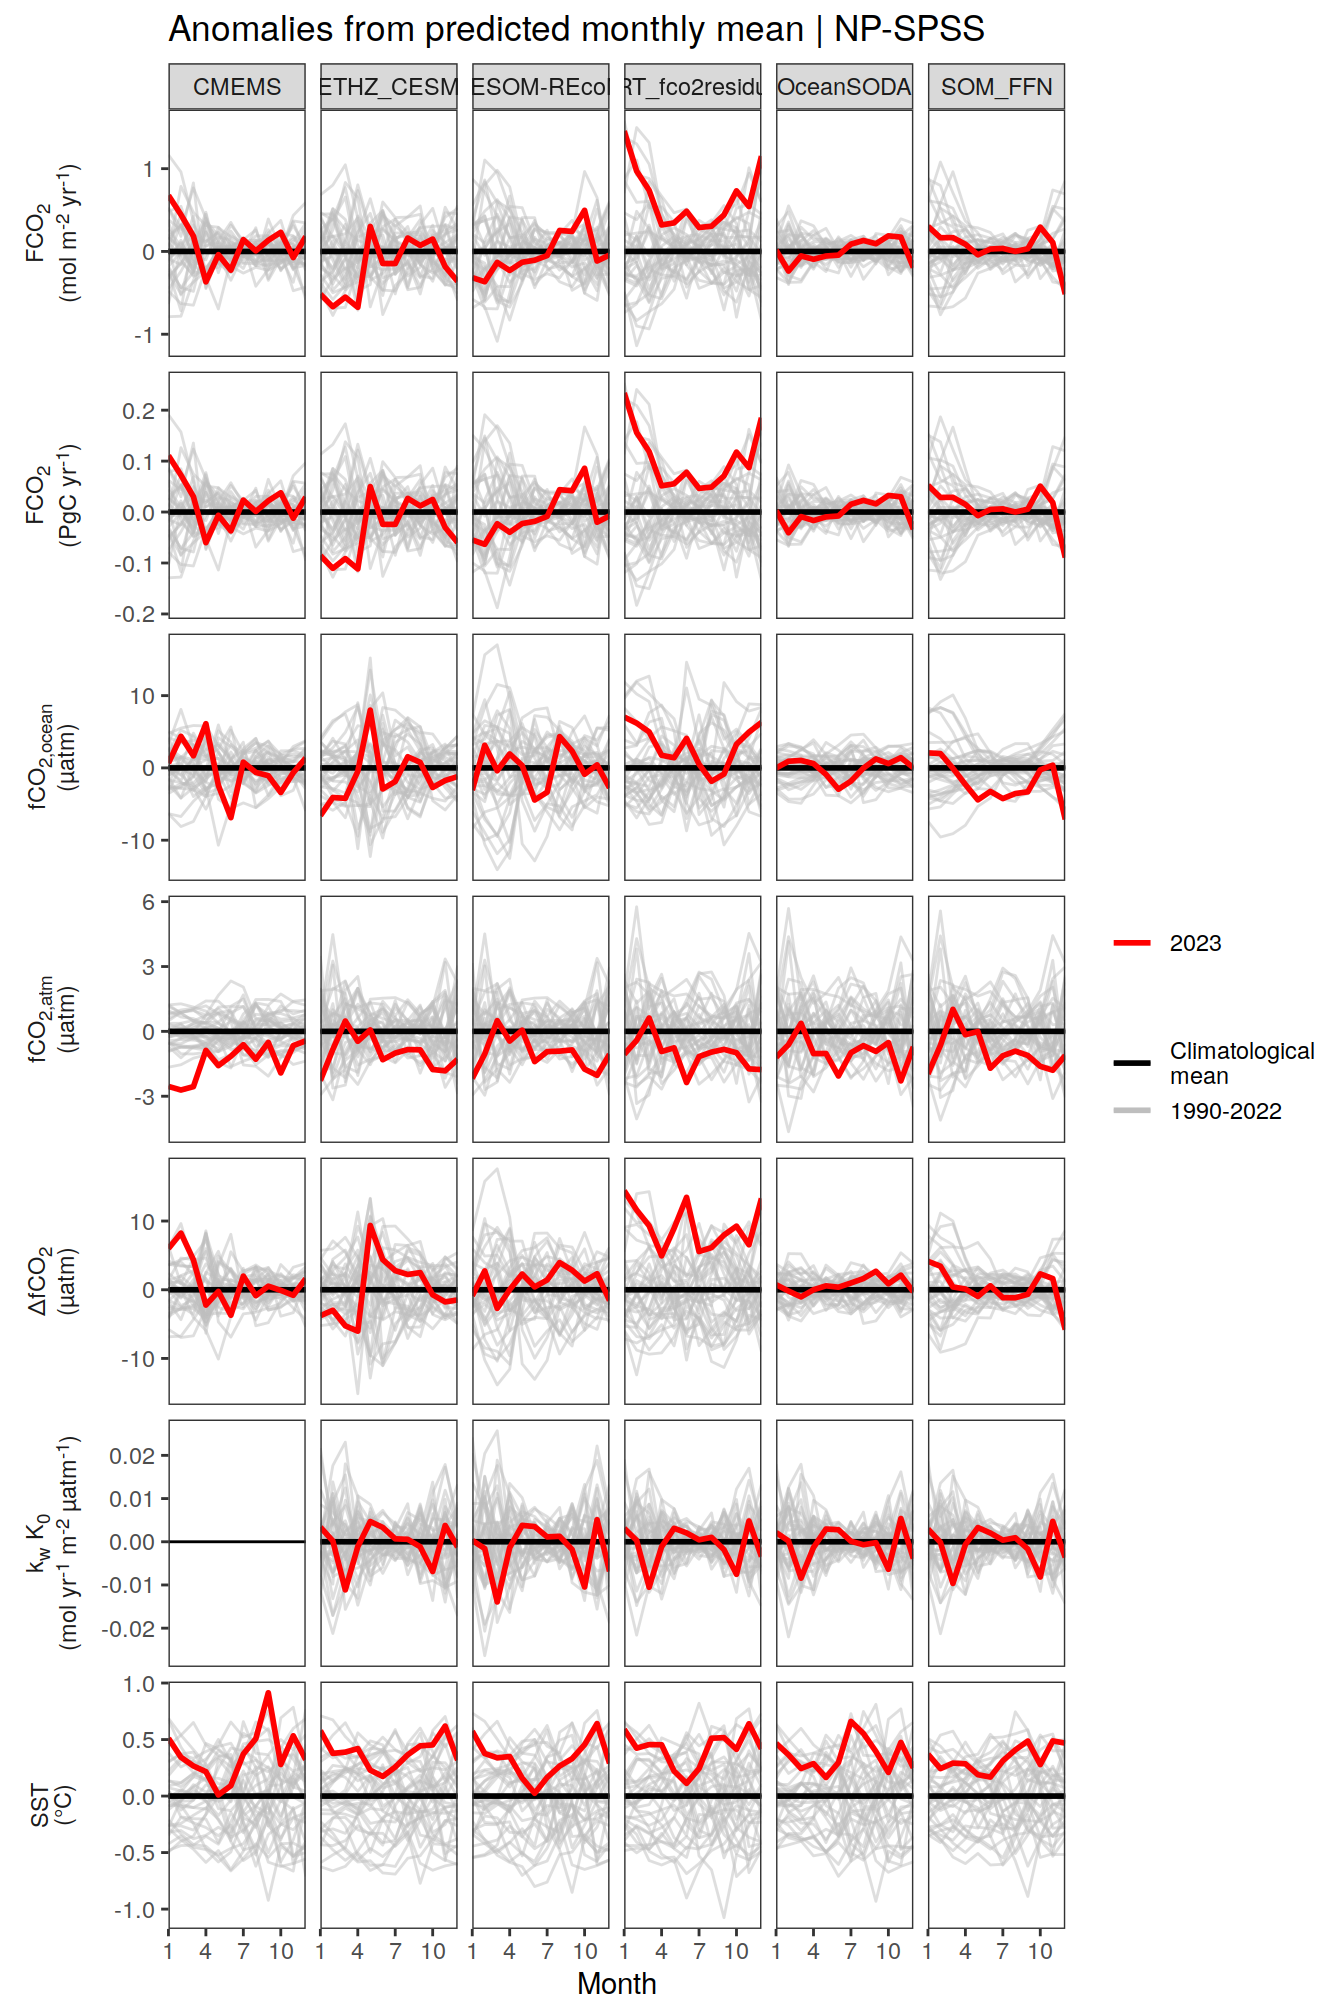 Anomalies from predicted monthly mean | NP-SPSS
CMEMS ETHZ_CESM ESOM-REcoM RT_fco2residu OceanSODA SOM_FFN
FCO2
(mol m-2 yr-1)
1
0
-1
FCO2
(PgC yr-1)
0.2
0.1
0.0
-0.1
-0.2
fCO2,ocean
(µatm)
10
0
-10
fCO2,atm
(µatm)
6
3
0
-3
ΔfCO2
(µatm)
10
0
-10
kw K0
(mol yr-1 m-2 µatm-1)
0.02
0.01
0.00
-0.01
-0.02
SST
(°C)
1.0
0.5
0.0
-0.5
-1.0
1 4 7 10 1 4 7 10 1 4 7 10 1 4 7 10 1 4 7 10 1 4 7 10
Month
2023
Climatological
mean
1990-2022